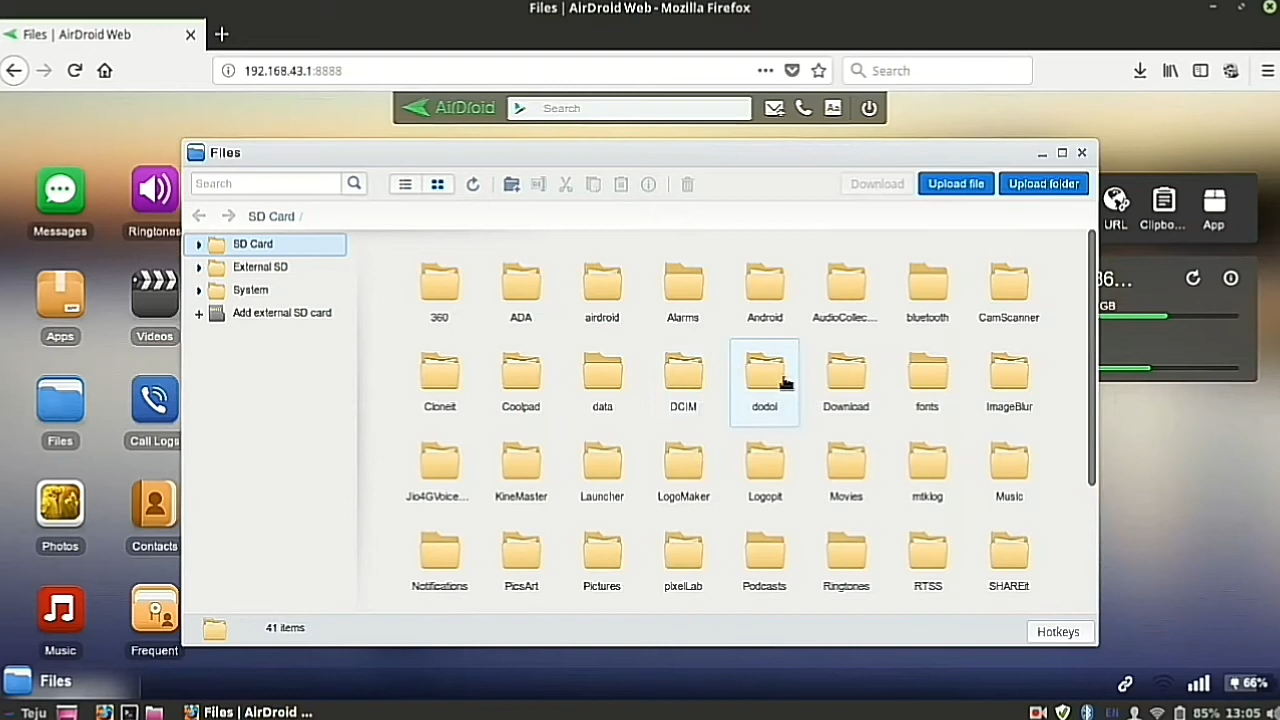 Files | AirDroid Web - Mozilla Firefox
Files | AirDroid Web
192.168.43.1:8888
Search
AirDroid
Search
Files
Search
Download
Upload file
Upload folder
SD Card /
SD Card
External SD
System
Add external SD card
360
ADA
airdroid
Alarms
Android
AudioCollec...
bluetooth
CamScanner
Cloneit
Coolpad
data
DCIM
dodol
Download
fonts
ImageBlur
Jio4GVoice...
KineMaster
Launcher
LogoMaker
Logopit
Movies
mtklog
Music
Notifications
PicsArt
Pictures
pixelLab
Podcasts
Ringtones
RTSS
SHAREit
41 items
Hotkeys
Messages
Ringtones
Apps
Videos
Files
Call Logs
Photos
Contacts
Music
Frequent
URL
Clipbo...
App
36...
GB
Files
66%
Teju
Files | AirDroid ...
EN
85%
13:05